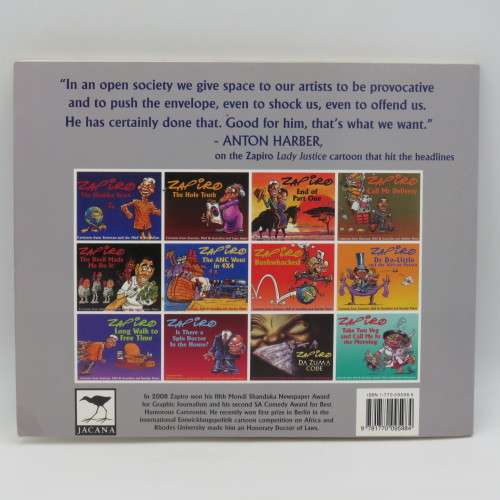 “In an open society we give space to our artists to be provocative
and to push the envelope, even to shock us, even to offend us.
He has certainly done that. Good for him, that’s what we want.”
- ANTON HARBER,
on the Zapiro Lady Justice cartoon that hit the headlines
ZAPIRO
The Madiba Years
ZAPIRO
The Hole Truth
ZAPIRO
End of
Part One
ZAPIRO
Call Mr Delivery
ZAPIRO
The Devil Made
Me Do It
ZAPIRO
The ANC Went
in 4X4
ZAPIRO
Bushwhacked
ZAPIRO
Dr Do-Little
ZAPIRO
Long Walk to
Free Time
ZAPIRO
Is There a
Spin Doctor
In the House?
ZAPIRO
DA ZUMA
CODE
ZAPIRO
Take Two Veg
and Call Me In
the Morning
JACANA
In 2008 Zapiro won his fifth Mondi Shanduka Newspaper Award
for Graphic Journalism and his second SA Comedy Award for Best
Humorous Cartoonist. He recently won first prize in Berlin in the
international Entwicklungspolitik cartoon competition on Africa and
Rhodes University made him an Honorary Doctor of Laws.
9 781770 095984